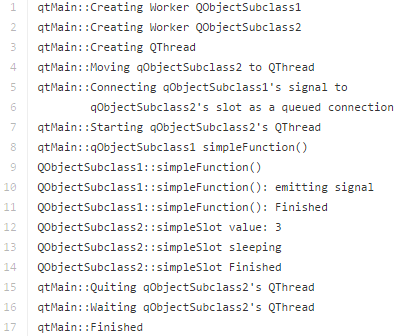 1 qtMain::Creating Worker QObjectSubclass1
2 qtMain::Creating Worker QObjectSubclass2
3 qtMain::Creating QThread
4 qtMain::Moving qObjectSubclass2 to QThread
5 qtMain::Connecting qObjectSubclass1's signal to
6         qObjectSubclass2's slot as a queued connection
7 qtMain::Starting qObjectSubclass2's QThread
8 qtMain::qObjectSubclass1 simpleFunction()
9 QObjectSubclass1::simpleFunction()
10 QObjectSubclass1::simpleFunction(): emitting signal
11 QObjectSubclass1::simpleFunction(): Finished
12 QObjectSubclass2::simpleSlot value: 3
13 QObjectSubclass2::simpleSlot sleeping
14 QObjectSubclass2::simpleSlot Finished
15 qtMain::Quiting qObjectSubclass2's QThread
16 qtMain::Waiting qObjectSubclass2's QThread
17 qtMain::Finished